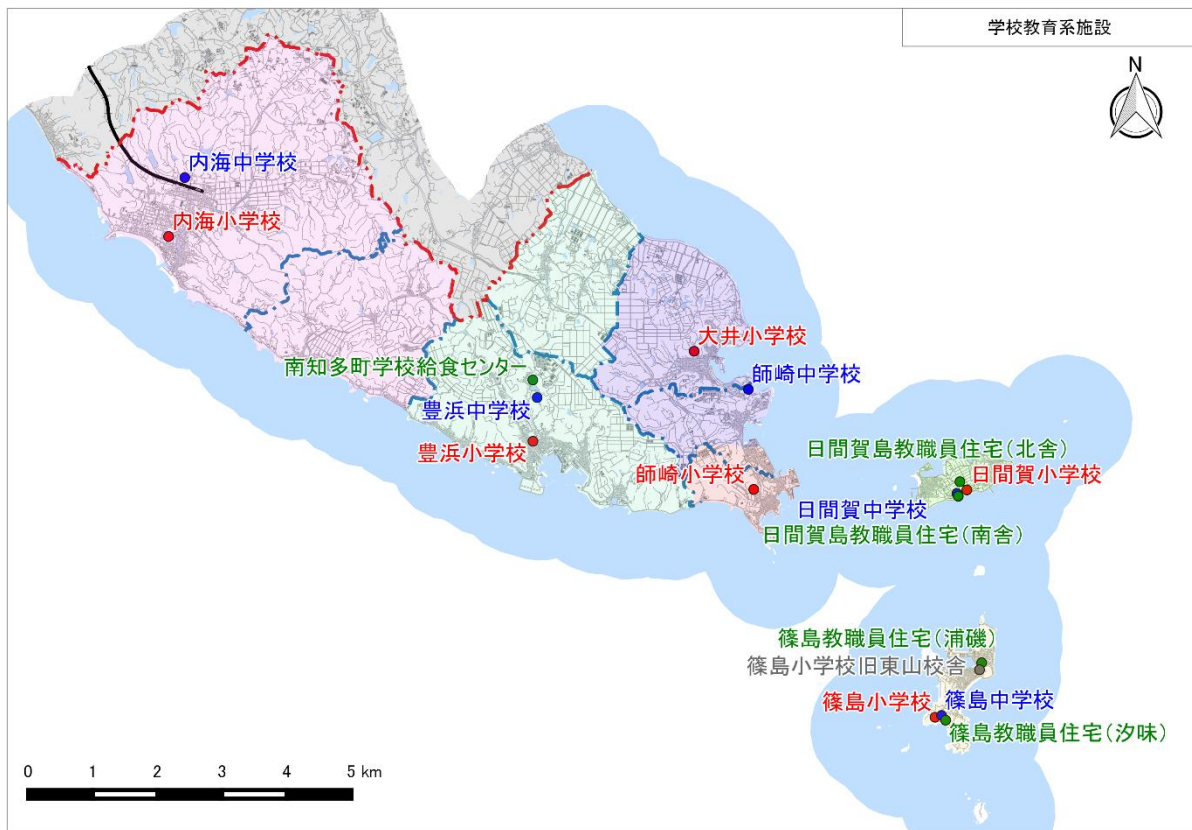 学校教育系施設
N
内海中学校
内海小学校
大井小学校
南知多町学校給食センター
師崎中学校
豊浜中学校
豊浜小学校
師崎小学校
日間賀島教職員住宅(北舎)
日間賀小学校
日間賀中学校
日間賀島教職員住宅(南舎)
篠島教職員住宅(浦磯)
篠島小学校旧東山校舎
篠島小学校
篠島中学校
篠島教職員住宅(汐味)
0 1 2 3 4 5 km